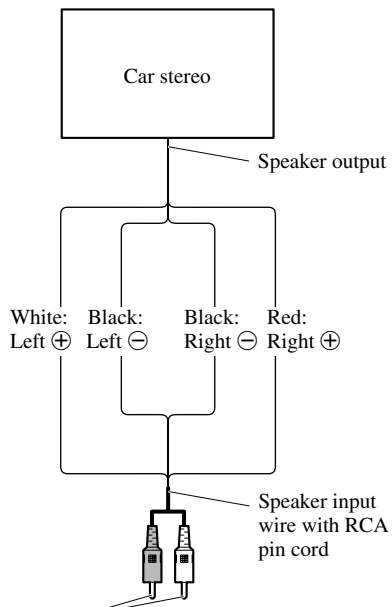 Car stereo
Speaker output
White:
Left ⊕
Black:
Left ⊖
Black:
Right ⊖
Red:
Right ⊕
Speaker input
wire with RCA
pin cord